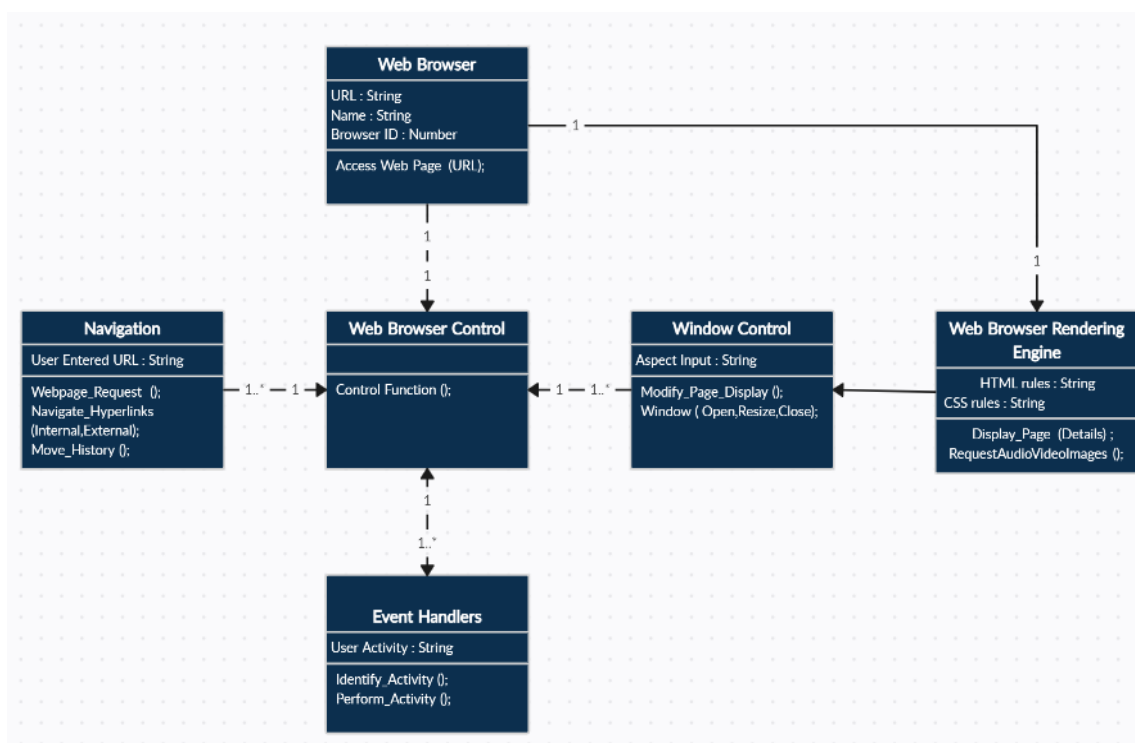 Web Browser
URL : String
Name : String
Browser ID : Number
Access Web Page (URL);
1
1
1
1
Navigation
User Entered URL : String
Webpage_Request ();
Navigate_Hyperlinks
(Internal,External);
Move_History ();
1..*
1
Web Browser Control
Control Function ();
1
1..*
Window Control
Aspect Input : String
Modify_Page_Display ();
Window ( Open,Resize,Close);
Web Browser Rendering
Engine
HTML rules : String
CSS rules : String
Display_Page (Details) ;
RequestAudioVideoImages ();
1
1..*
Event Handlers
User Activity : String
Identify_Activity ();
Perform_Activity ();